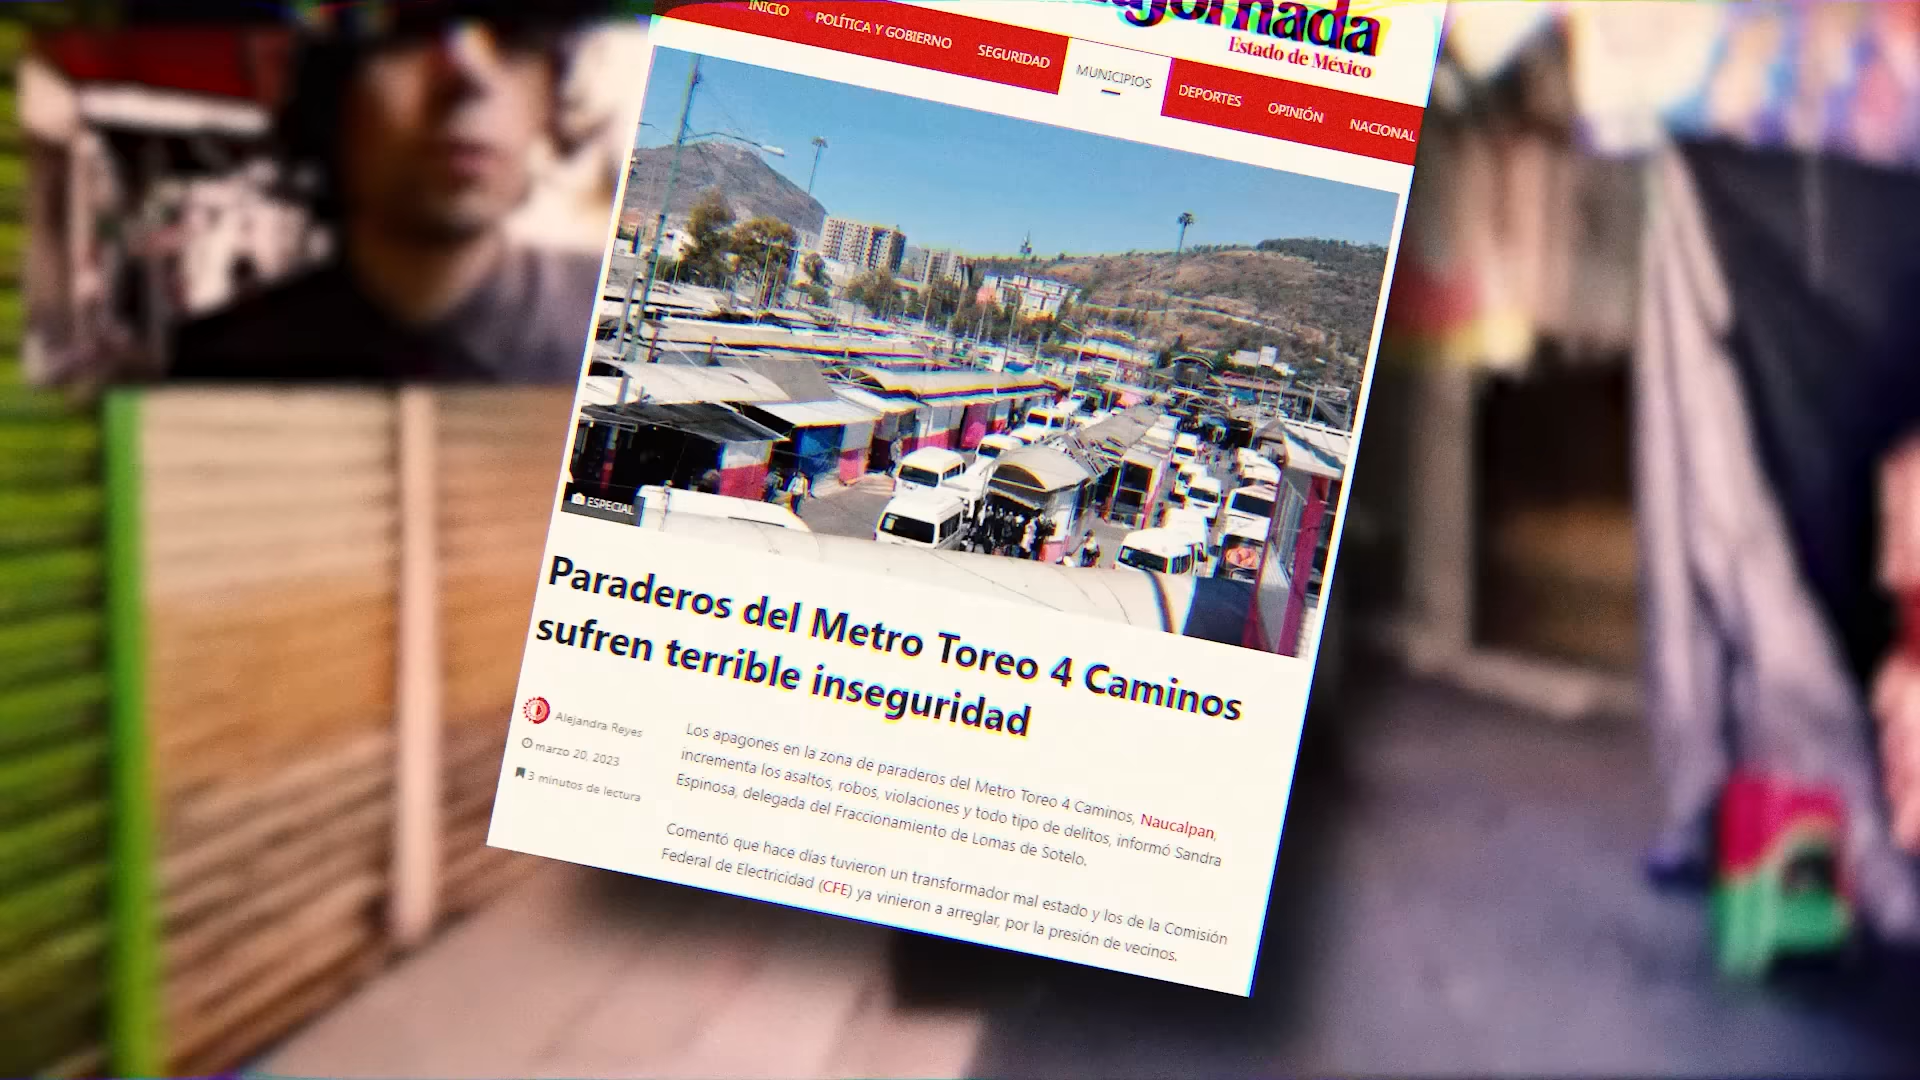 Jornada
Estado de México
INICIO
POLÍTICA Y GOBIERNO
SEGURIDAD
MUNICIPIOS
DEPORTES
OPINIÓN
NACIONAL
ESPECIAL
Paraderos del Metro Toreo 4 Caminos
sufren terrible inseguridad
Alejandra Reyes
marzo 20, 2023
3 minutos de lectura
Los apagones en la zona de paraderos del Metro Toreo 4 Caminos, Naucalpan,
incrementa los asaltos, robos, violaciones y todo tipo de delitos, informó Sandra
Espinosa, delegada del Fraccionamiento de Lomas de Sotelo.
Comentó que hace días tuvieron un transformador mal estado y los de la Comisión
Federal de Electricidad (CFE) ya vinieron a arreglar, por la presión de vecinos.